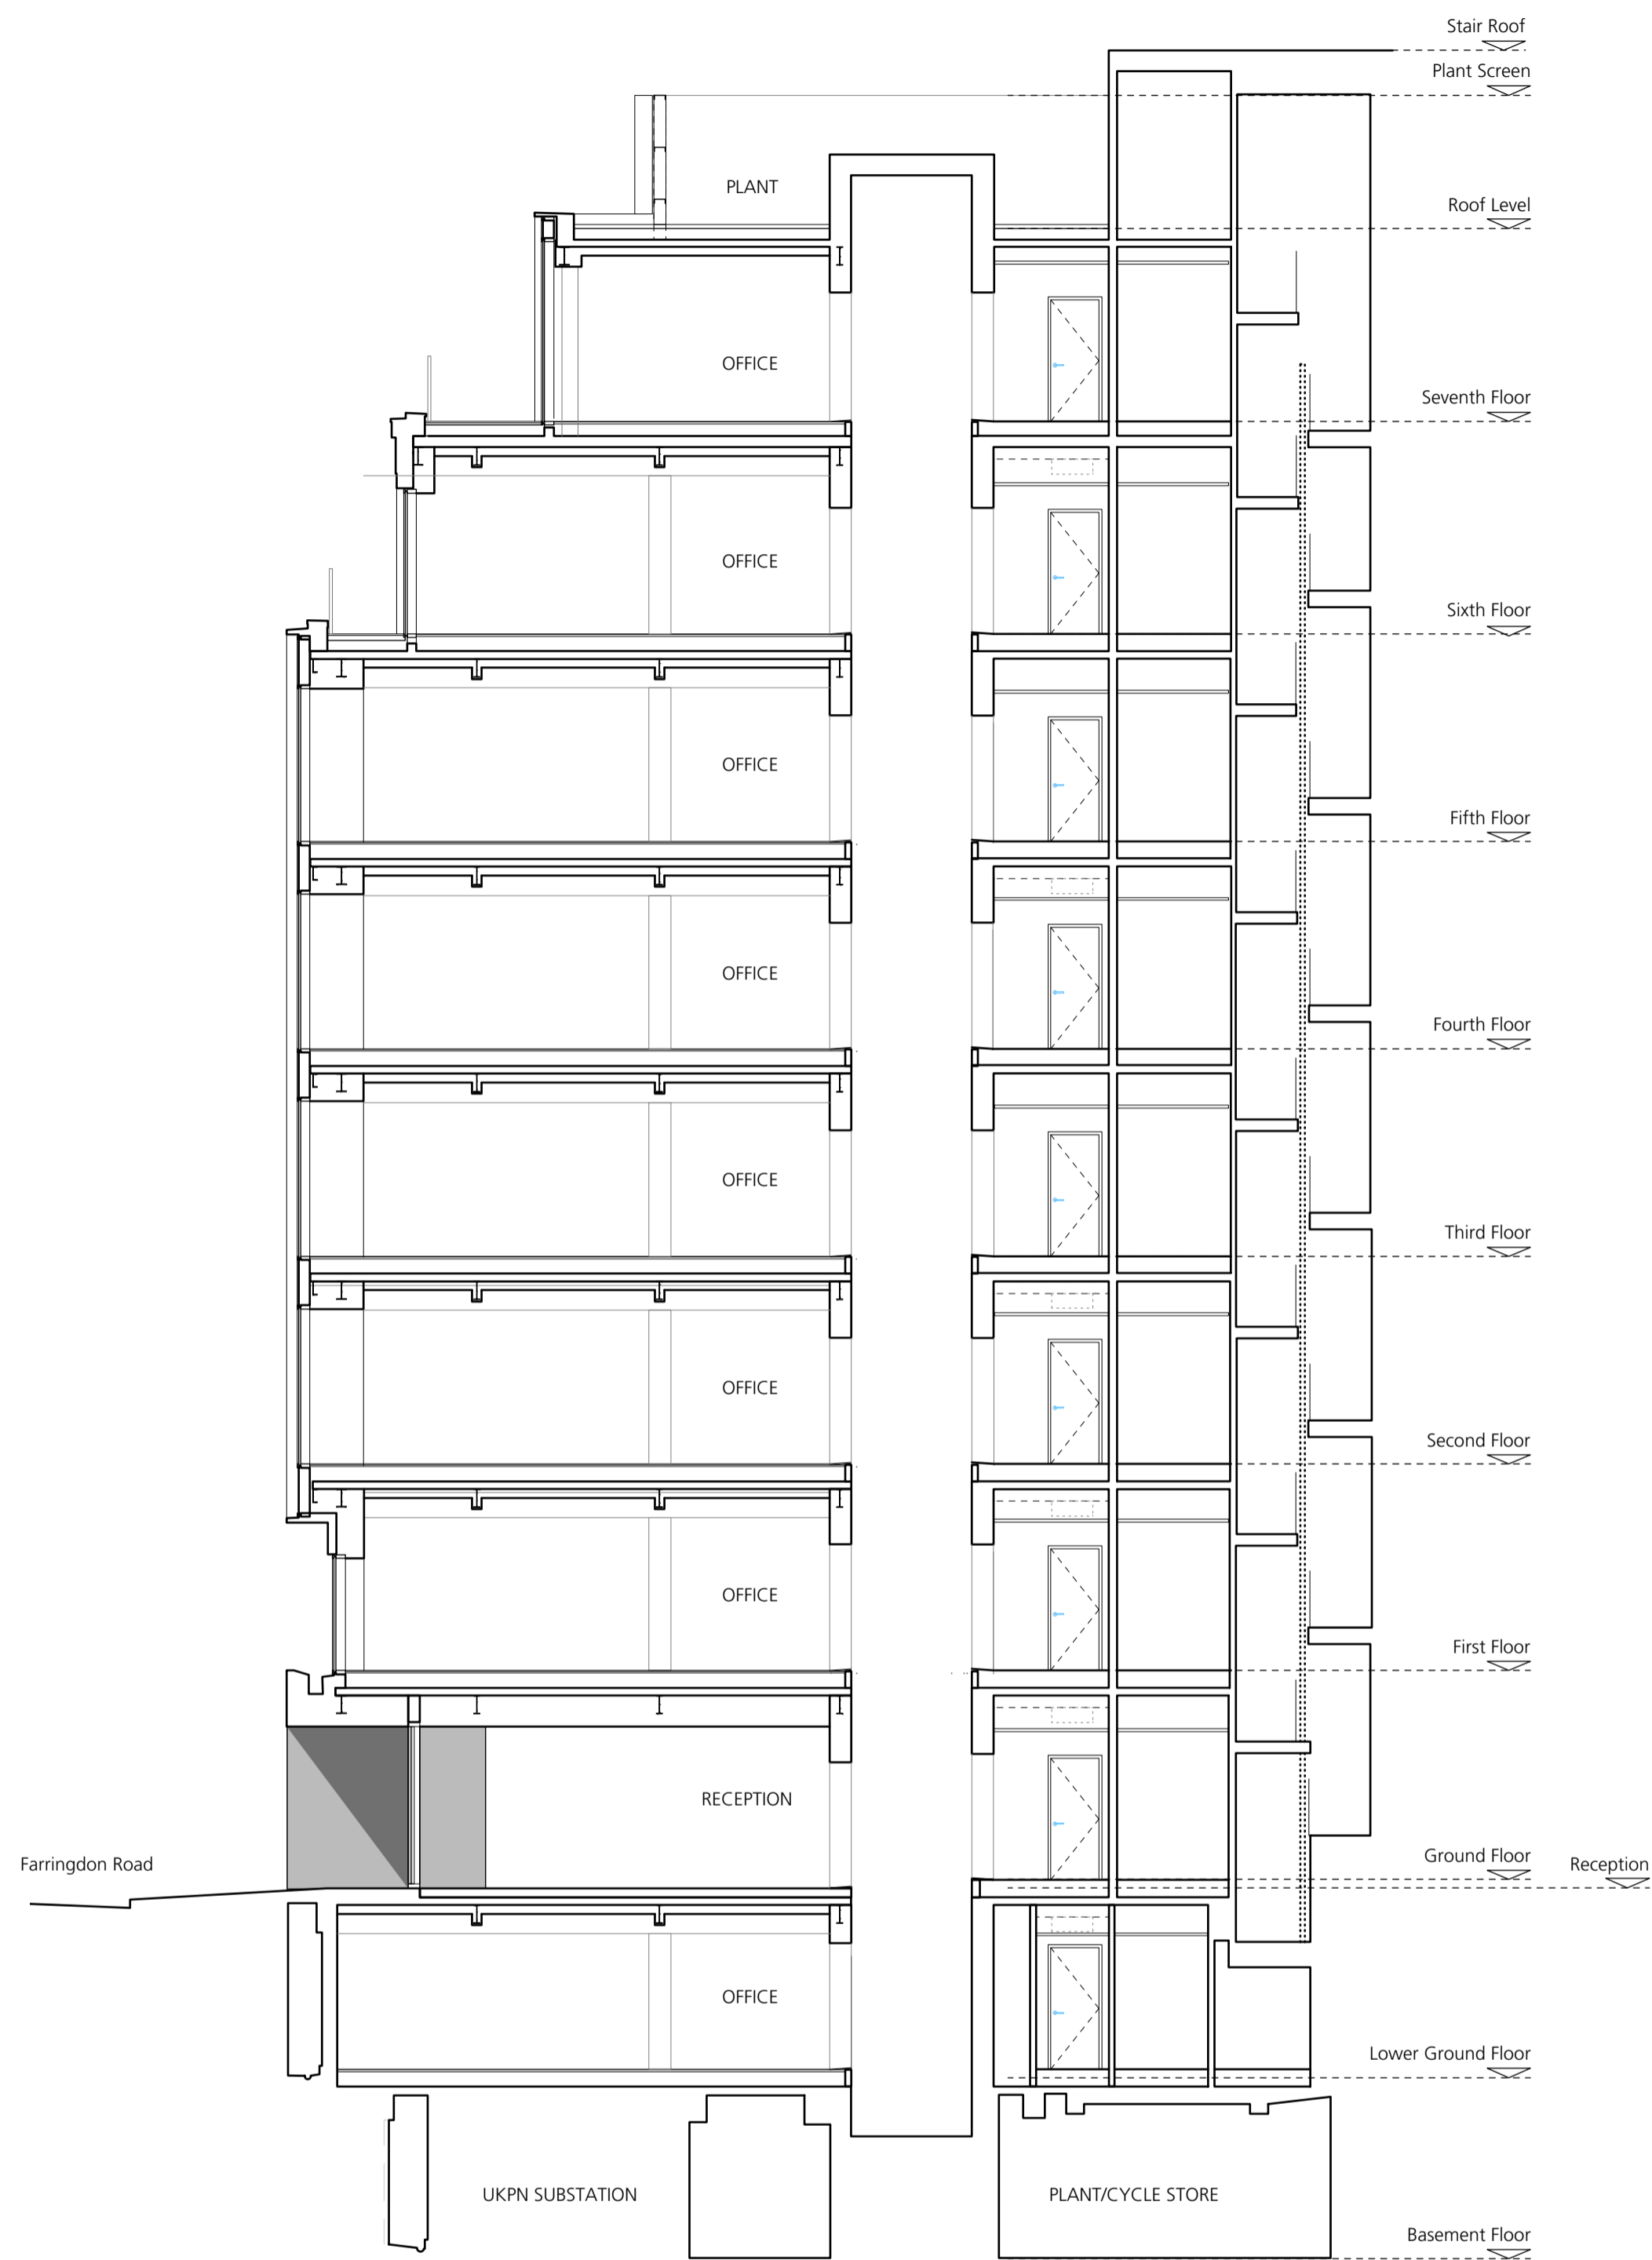 Stair Roof
Plant Screen
PLANT
Roof Level
OFFICE
Seventh Floor
OFFICE
Sixth Floor
OFFICE
Fifth Floor
OFFICE
Fourth Floor
OFFICE
Third Floor
OFFICE
Second Floor
OFFICE
First Floor
RECEPTION
Farringdon Road
Ground Floor
Reception
OFFICE
Lower Ground Floor
UKPN SUBSTATION
PLANT/CYCLE STORE
Basement Floor